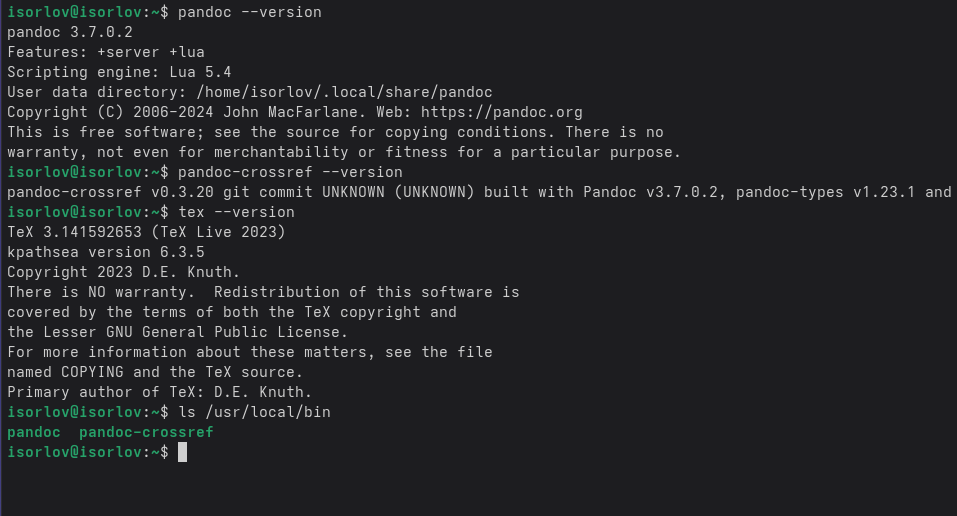 isorlov@isorlov:~$ pandoc --version
pandoc 3.7.0.2
Features: +server +lua
Scripting engine: Lua 5.4
User data directory: /home/isorlov/.local/share/pandoc
Copyright (C) 2006-2024 John MacFarlane. Web: https://pandoc.org
This is free software; see the source for copying conditions. There is no
warranty, not even for merchantability or fitness for a particular purpose.
isorlov@isorlov:~$ pandoc-crossref --version
pandoc-crossref v0.3.20 git commit UNKNOWN (UNKNOWN) built with Pandoc v3.7.0.2, pandoc-types v1.23.1 and
isorlov@isorlov:~$ tex --version
TeX 3.141592653 (TeX Live 2023)
kpathsea version 6.3.5
Copyright 2023 D.E. Knuth.
There is NO warranty.  Redistribution of this software is
covered by the terms of both the TeX copyright and
the Lesser GNU General Public License.
For more information about these matters, see the file
named COPYING and the TeX source.
Primary author of TeX: D.E. Knuth.
isorlov@isorlov:~$ ls /usr/local/bin
pandoc  pandoc-crossref
isorlov@isorlov:~$